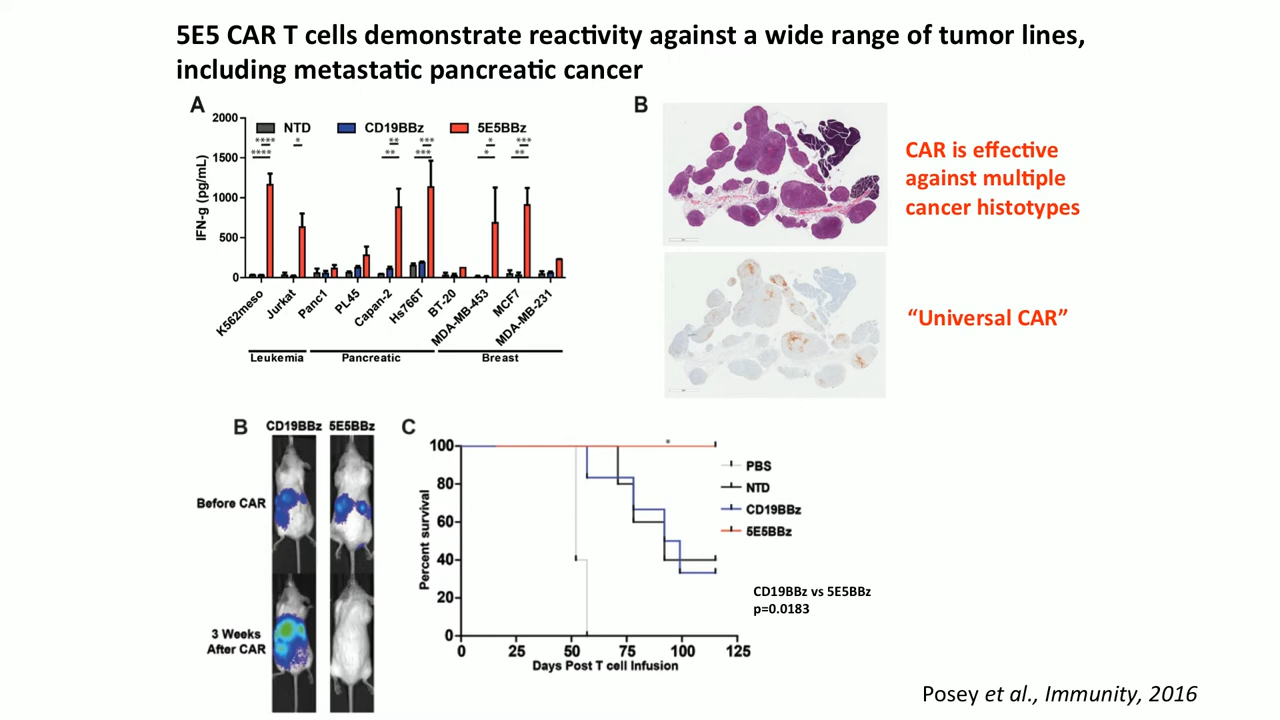 5E5 CAR T cells demonstrate reactivity against a wide range of tumor lines,
including metastatic pancreatic cancer
A
B
2000
1500
1000
500
0
IFN-g (pg/mL)
NTD
CD19BBz
5E5BBz
****
****
*
**
**
***
***
*
*
***
**
K562meso
Jurkat
Panc1
PL45
Capan-2
Hs766T
BT-20
MDA-MB-453
MCF7
MDA-MB-231
Leukemia
Pancreatic
Breast
CAR is effective
against multiple
cancer histotypes
“Universal CAR”
B
CD19BBz
5E5BBz
Before CAR
3 Weeks
After CAR
C
100
80
60
40
20
0
Percent survival
*
0
25
50
75
100
125
Days Post T cell Infusion
PBS
NTD
CD19BBz
5E5BBz
CD19BBz vs 5E5BBz
p=0.0183
Posey et al., Immunity, 2016